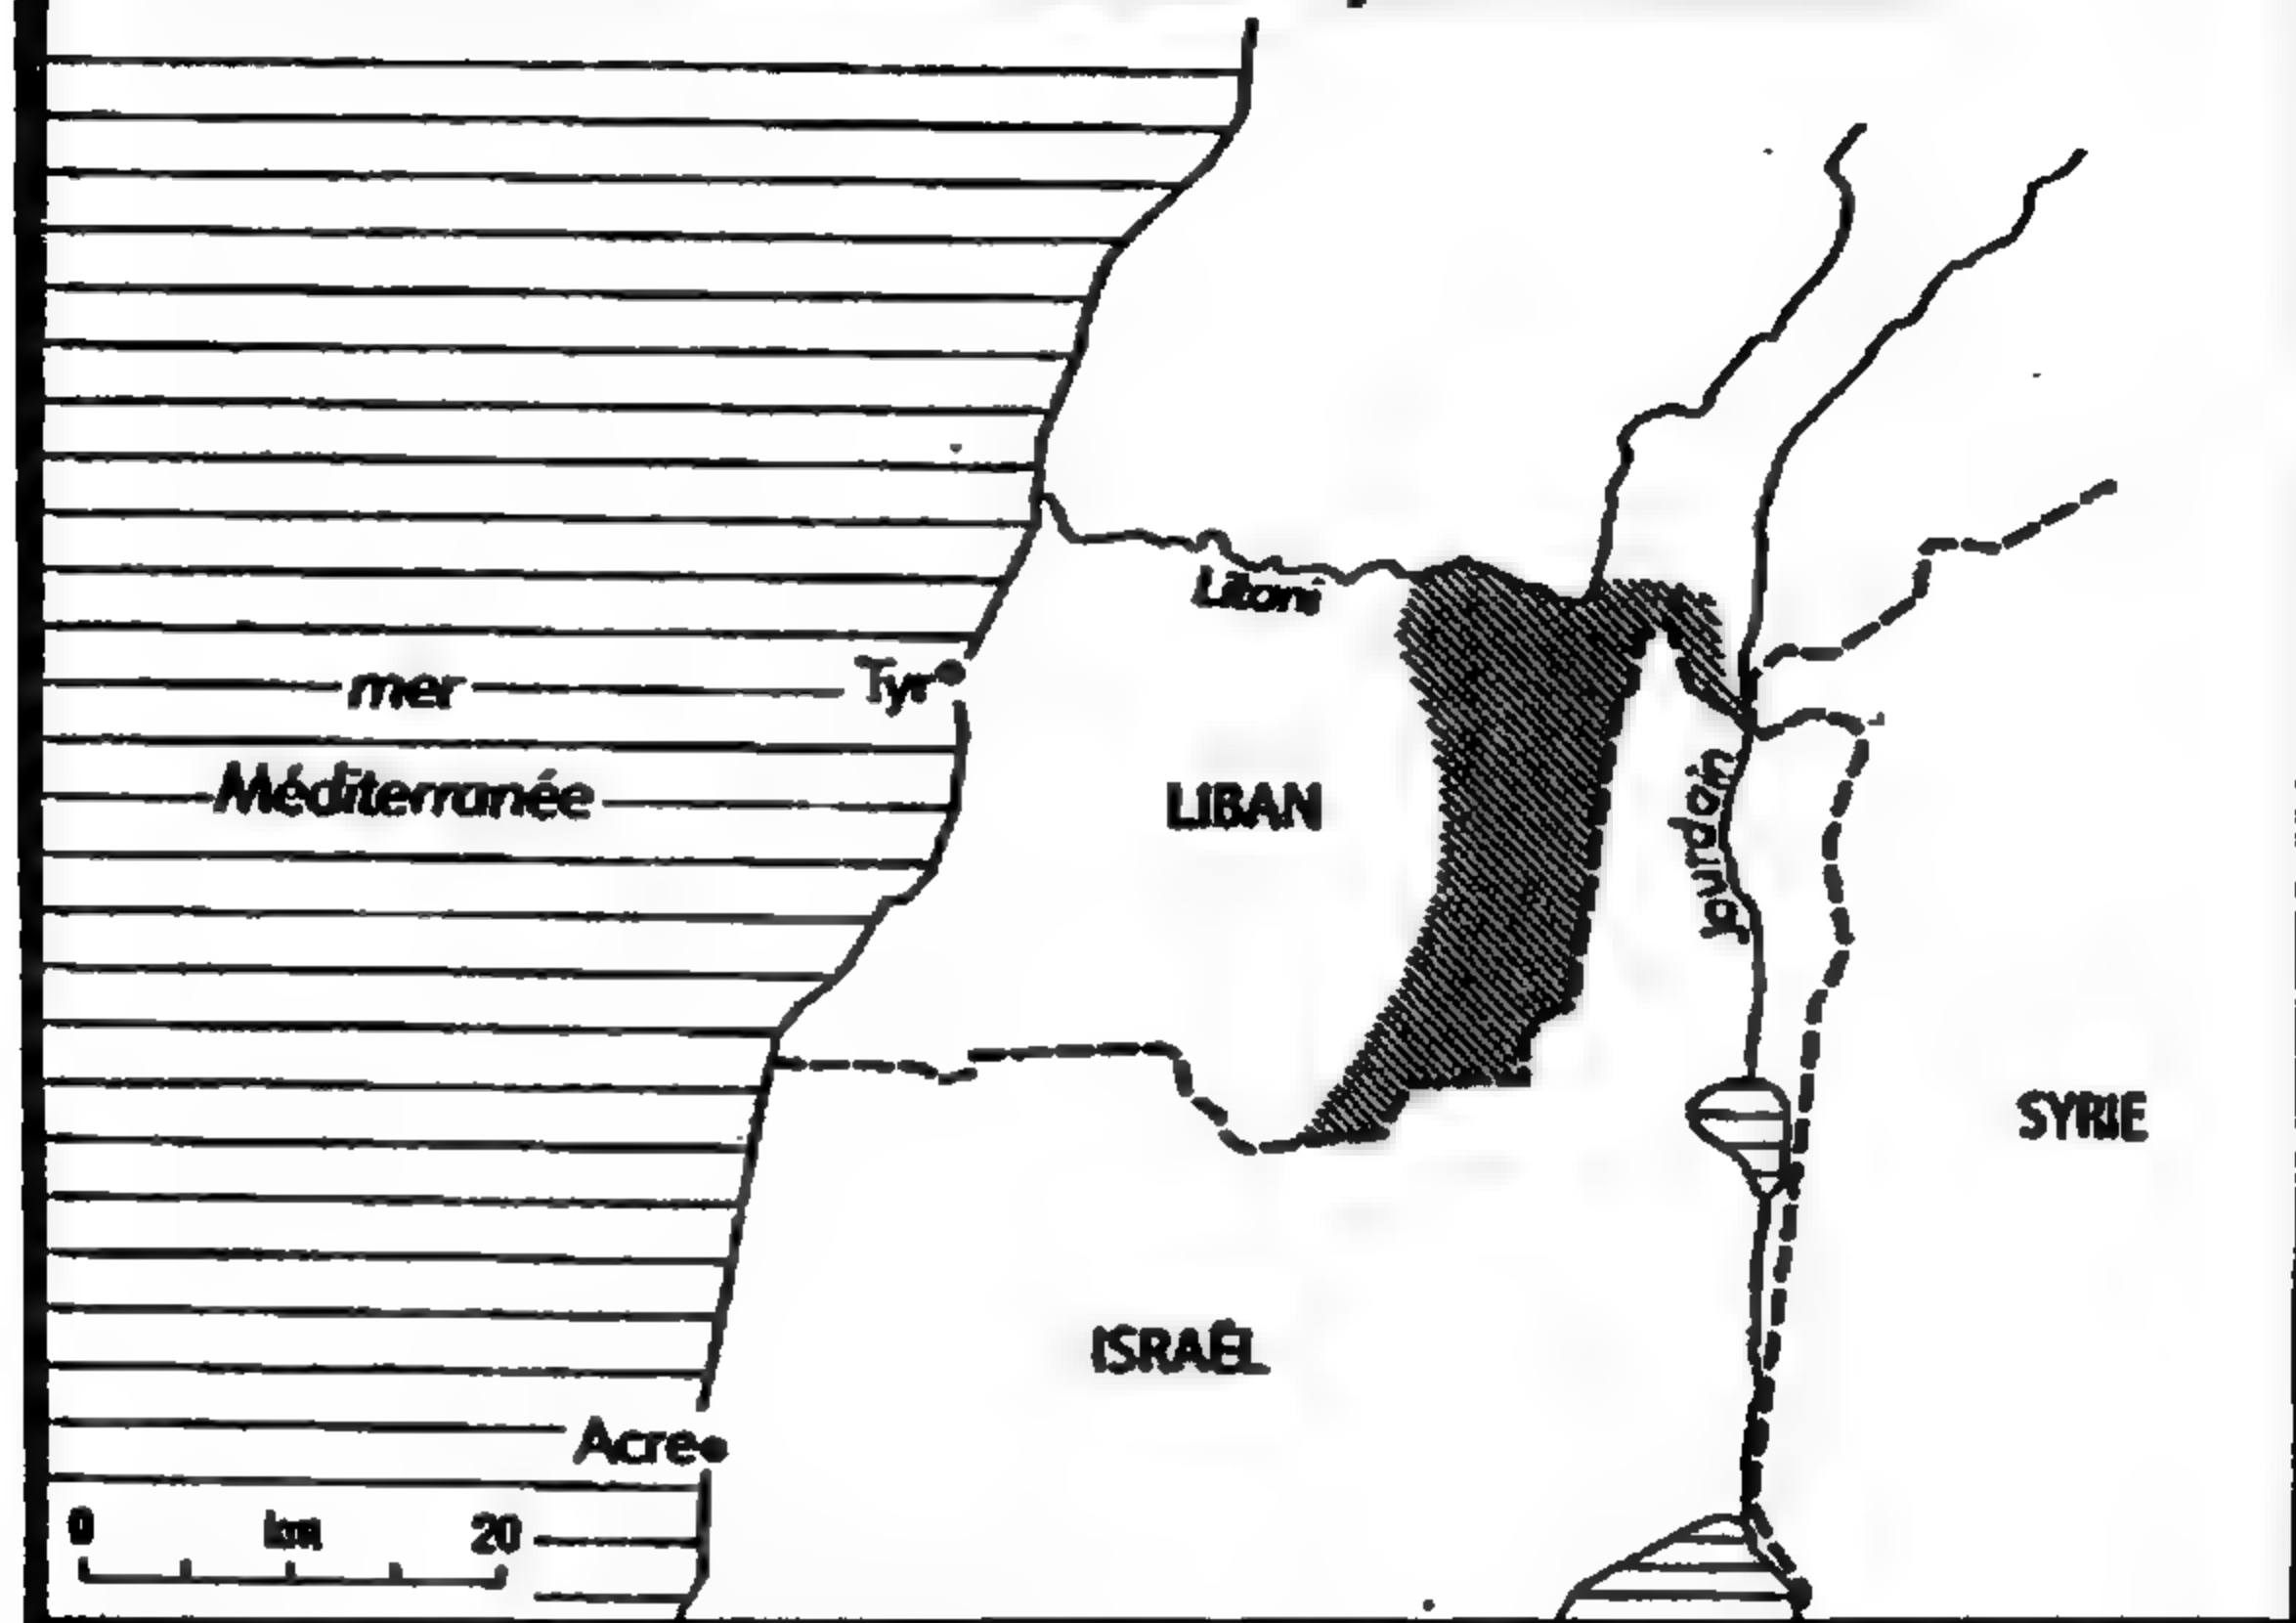 Litani
mer
Tyr
Méditerranée
LIBAN
Jourdain
SYRIE
ISRAËL
Acre
0 km 20